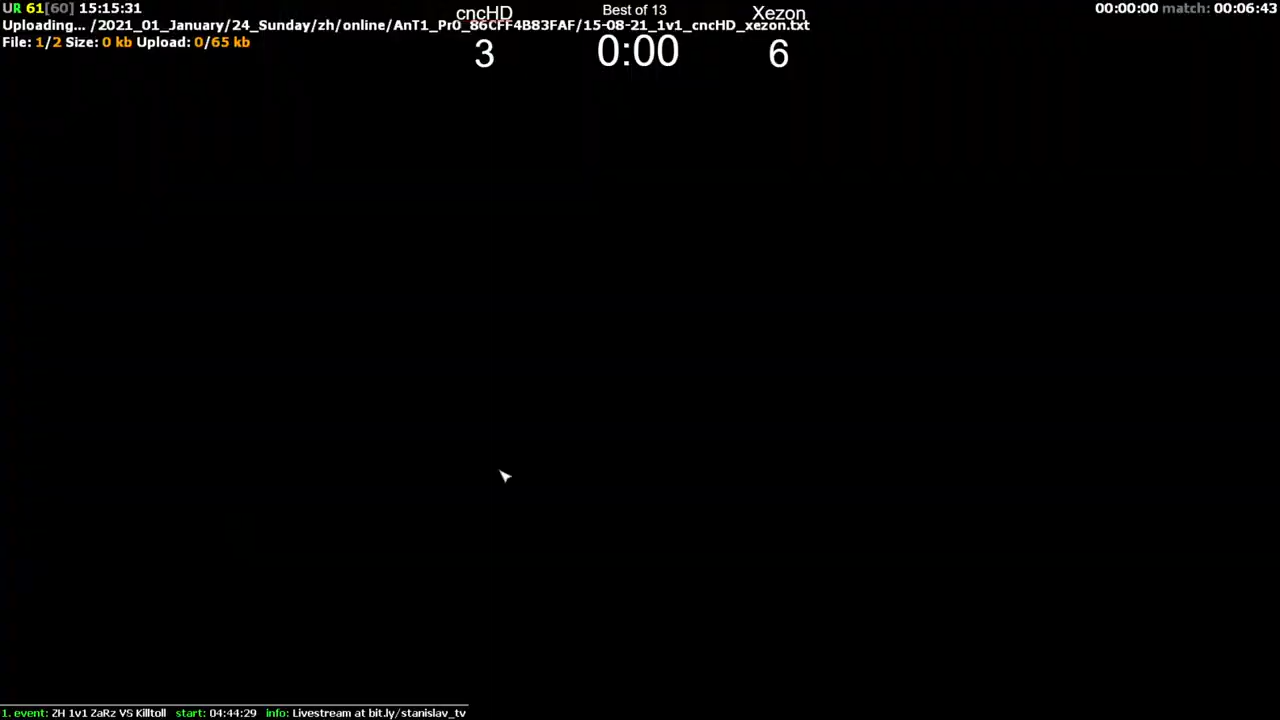 UR 61[60] 15:15:31
cncHD
Best of 13
Xezon
00:00:00 match: 00:06:43
Uploading... /2021_01_January/24_Sunday/zh/online/AnT1_Pr0_86CFF4B83FAF/15-08-21_1v1_cncHD_xezon.txt
File: 1/2 Size: 0 kb Upload: 0/65 kb
3
0:00
6
1. event: ZH 1v1 ZaRz VS Killtoll start: 04:44:29 info: Livestream at bit.ly/stanislav_tv